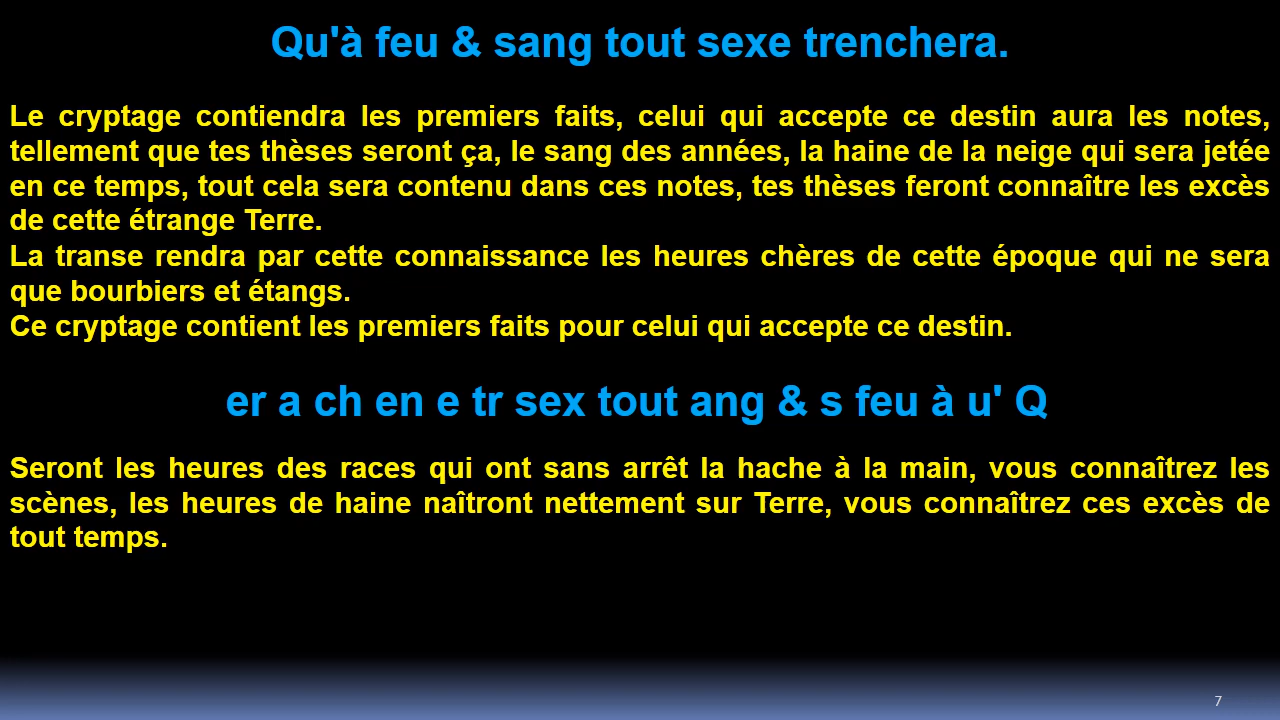 Qu'à feu & sang tout sexe trenchera.
Le cryptage contiendra les premiers faits, celui qui accepte ce destin aura les notes,
tellement que tes thèses seront ça, le sang des années, la haine de la neige qui sera jetée
en ce temps, tout cela sera contenu dans ces notes, tes thèses feront connaître les excès
de cette étrange Terre.
La transe rendra par cette connaissance les heures chères de cette époque qui ne sera
que bourbiers et étangs.
Ce cryptage contient les premiers faits pour celui qui accepte ce destin.
er a ch en e tr sex tout ang & s feu à u' Q
Seront les heures des races qui ont sans arrêt la hache à la main, vous connaîtrez les
scènes, les heures de haine naîtront nettement sur Terre, vous connaîtrez ces excès de
tout temps.
7